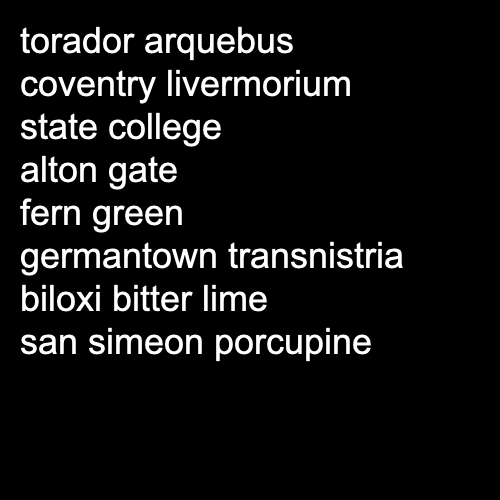 torador arquebus
coventry livermorium
state college
alton gate
fern green
germantown transnistria
biloxi bitter lime
san simeon porcupine